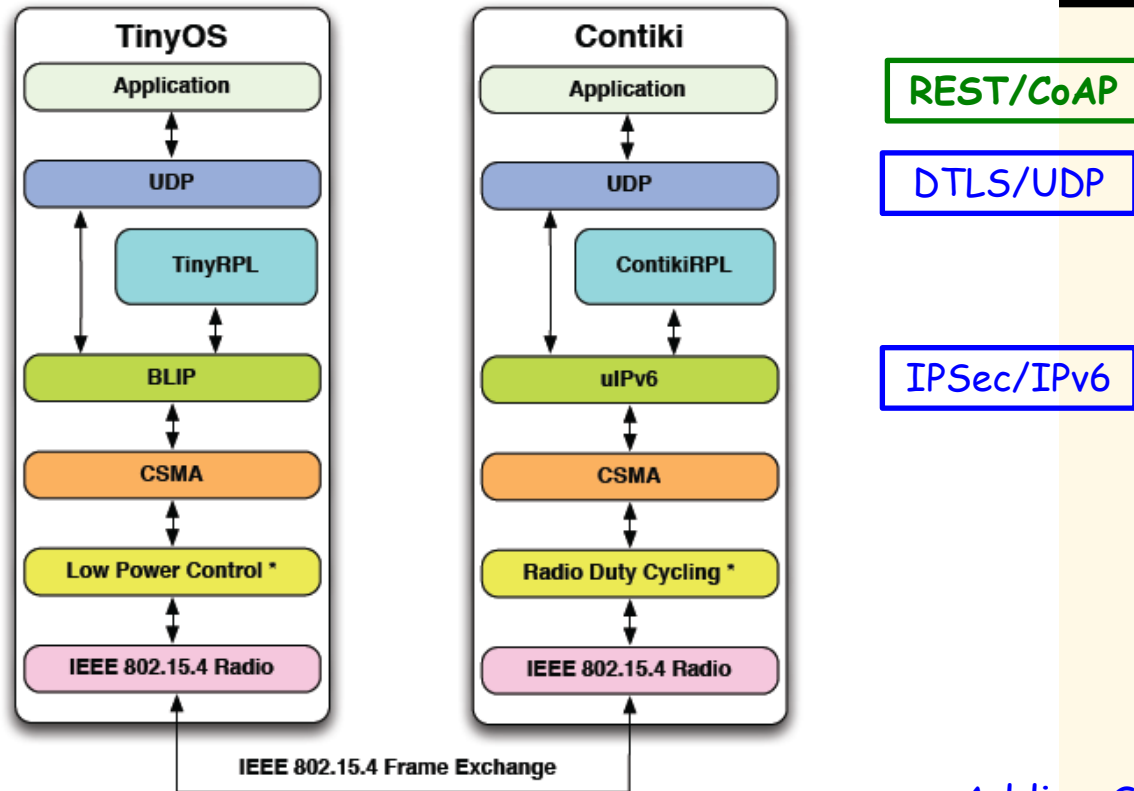 TinyOS
Application
UDP
TinyRPL
BLIP
CSMA
Low Power Control *
IEEE 802.15.4 Radio
Contiki
Application
UDP
ContikiRPL
uIPv6
CSMA
Radio Duty Cycling *
IEEE 802.15.4 Radio
IEEE 802.15.4 Frame Exchange
REST/CoAP
DTLS/UDP
IPSec/IPv6